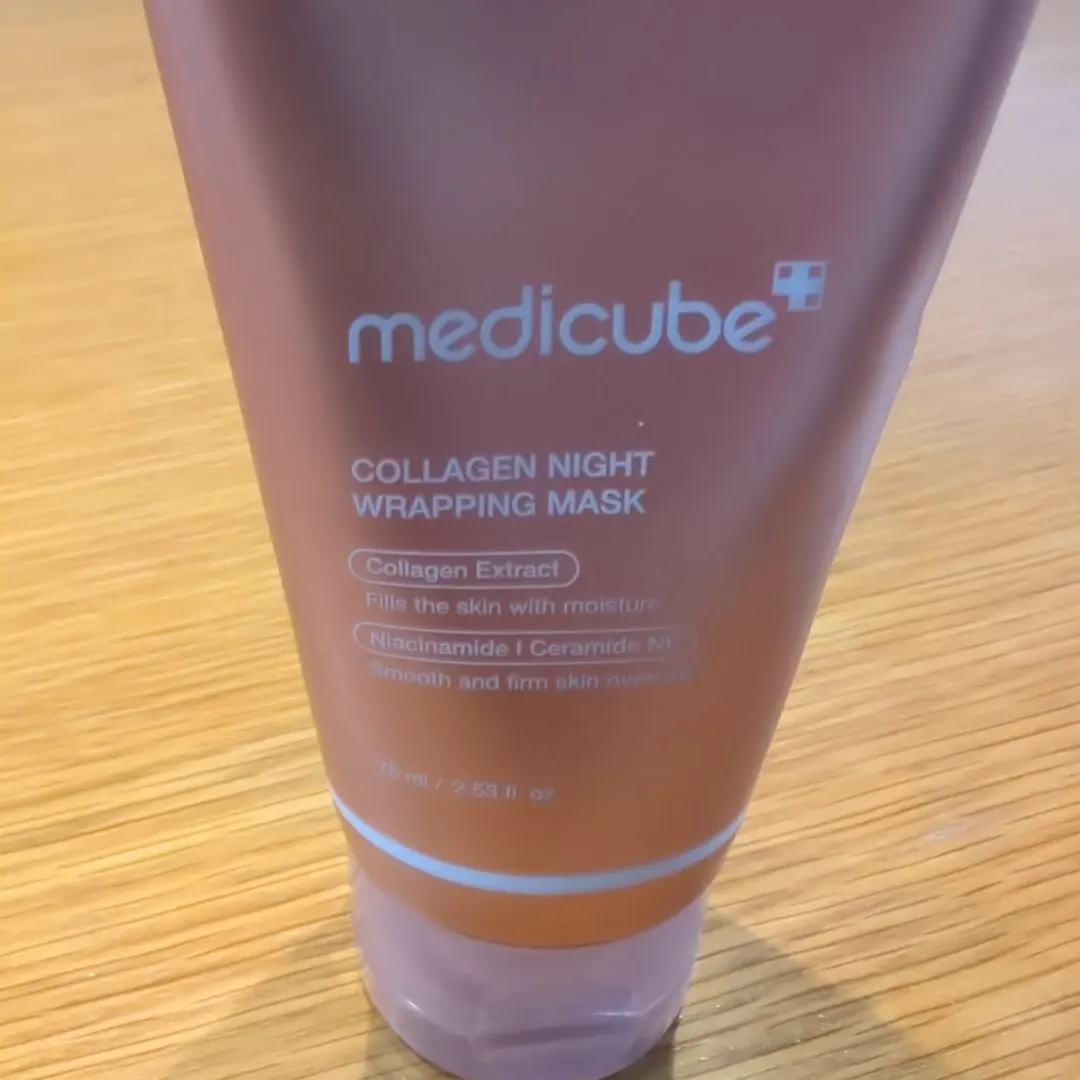 medicube
COLLAGEN NIGHT
WRAPPING MASK
Collagen Extract
Fills the skin with moisture
Niacinamide | Ceramide
Smooth and firm skin
75 ml / 2.53 fl. oz